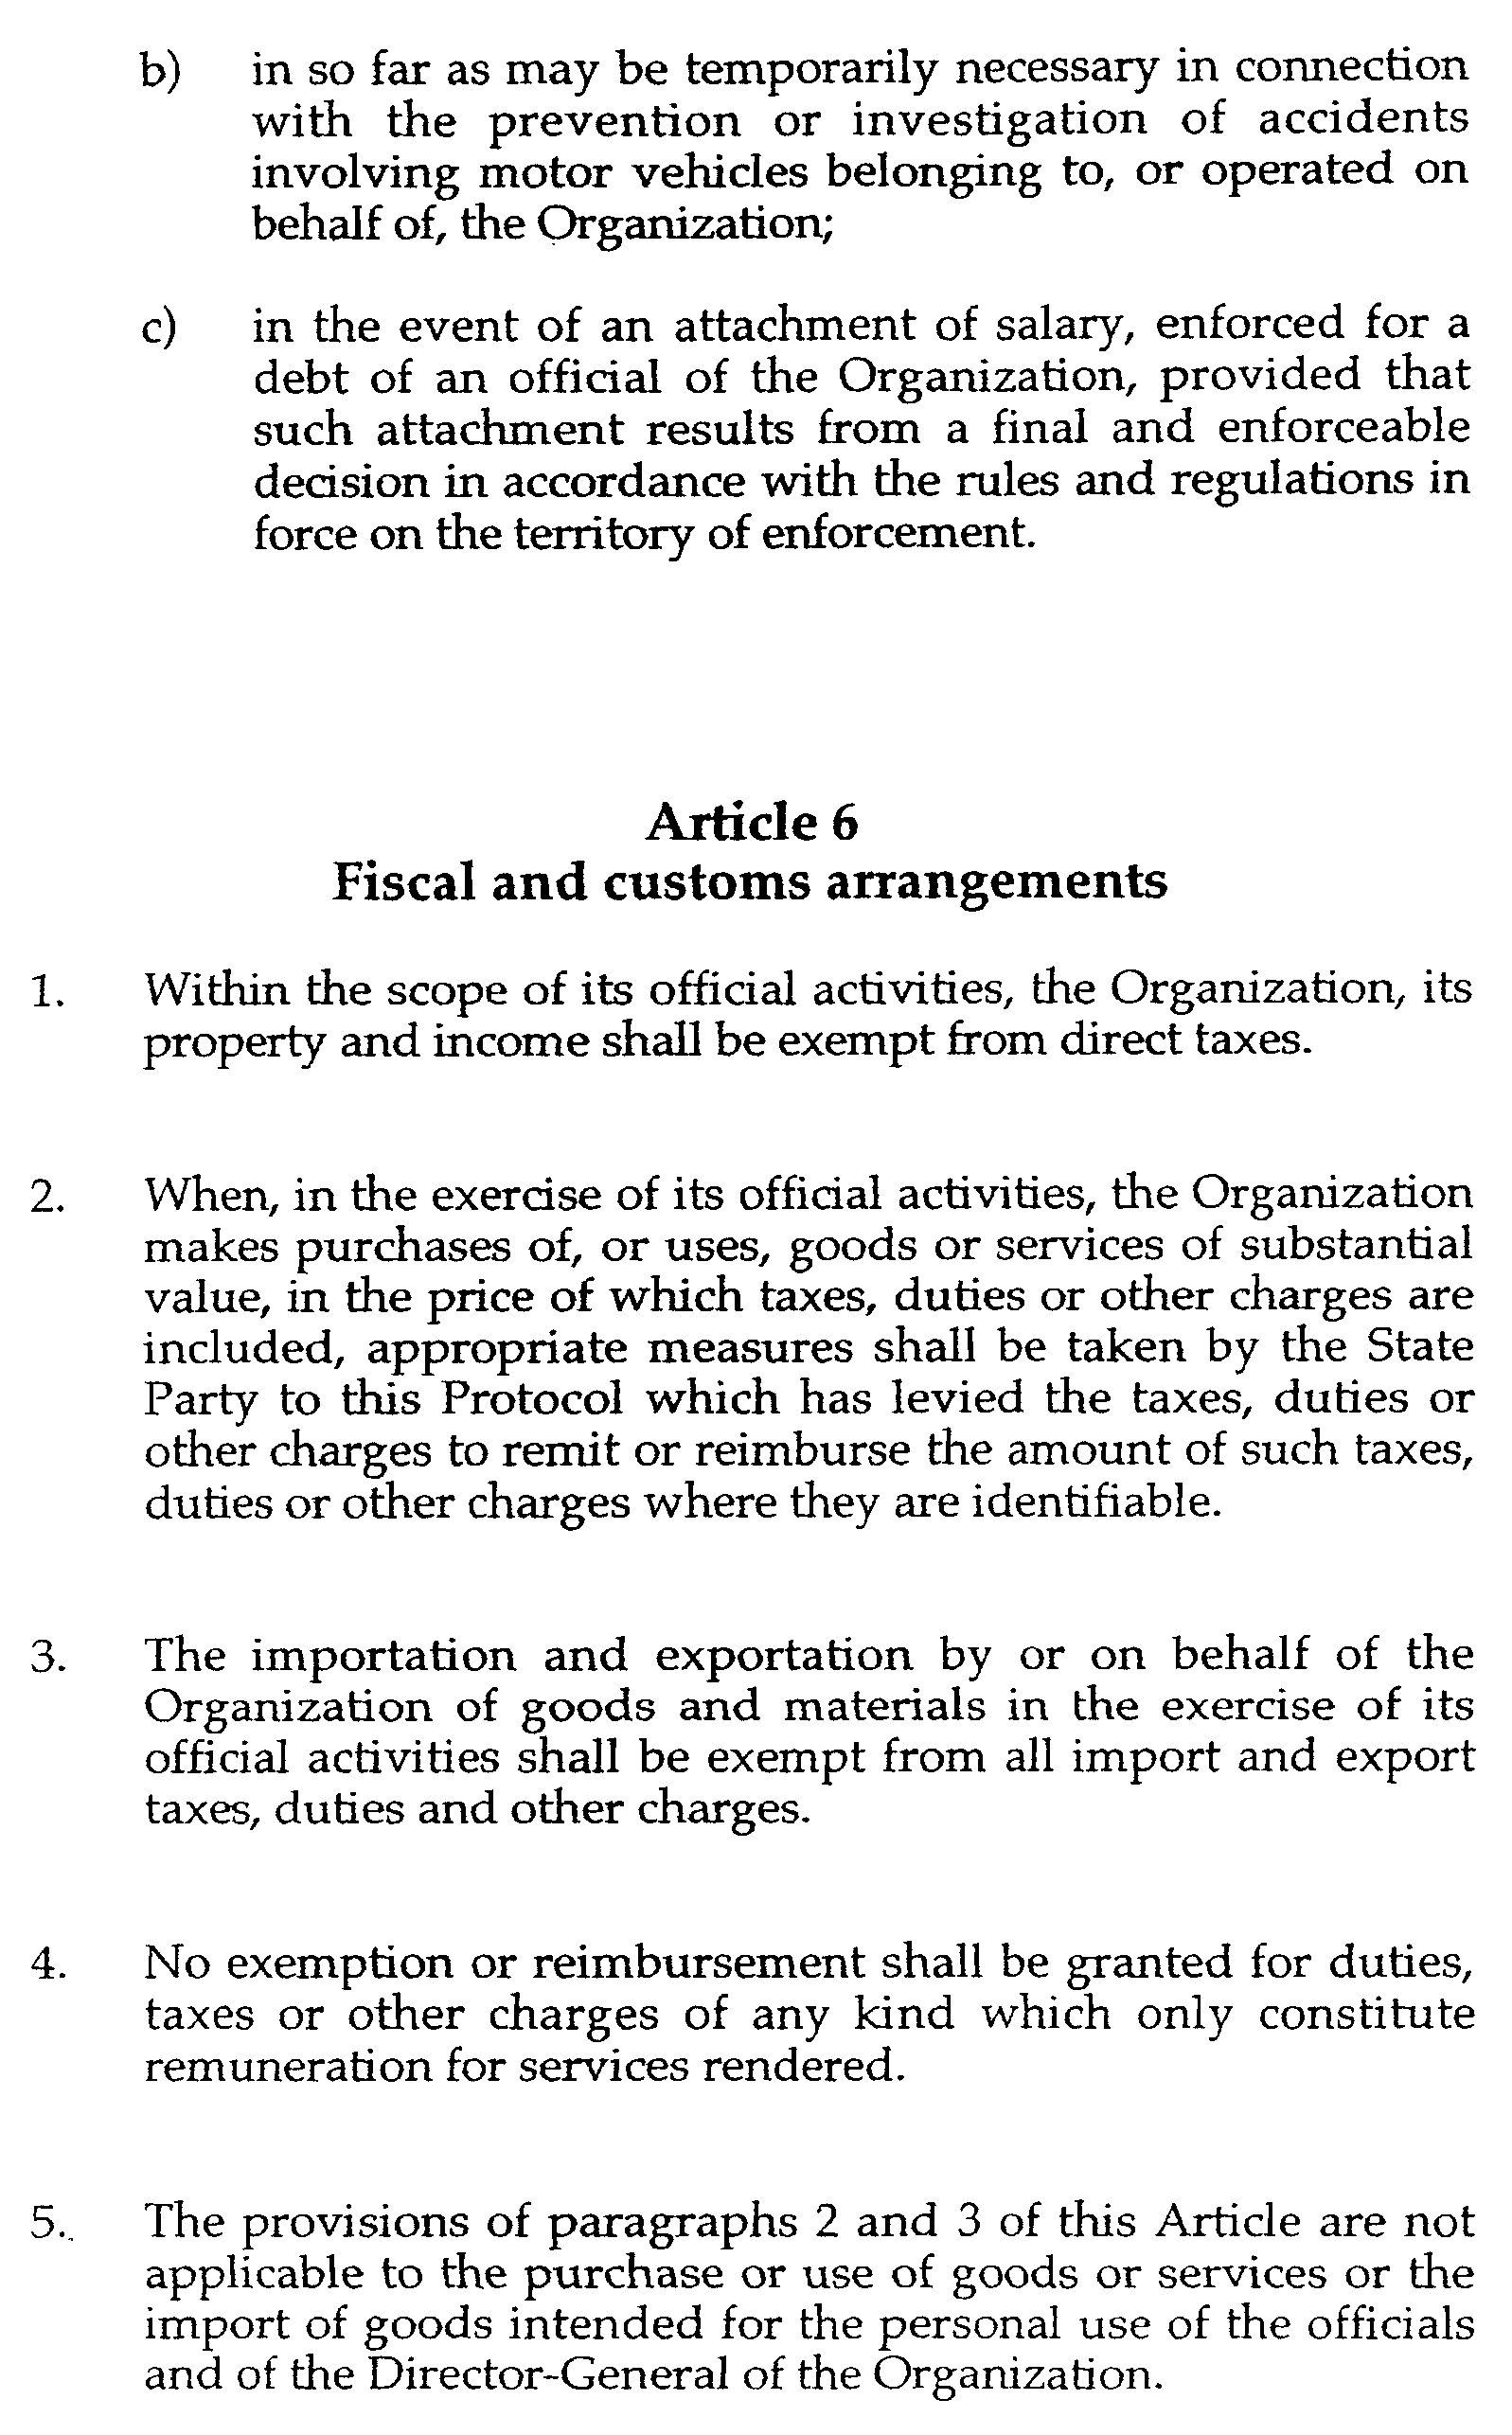 b) in so far as may be temporarily necessary in connection
with the prevention or investigation of accidents
involving motor vehicles belonging to, or operated on
behalf of, the Organization;
c) in the event of an attachment of salary, enforced for a
debt of an official of the Organization, provided that
such attachment results from a final and enforceable
decision in accordance with the rules and regulations in
force on the territory of enforcement.
Article 6
Fiscal and customs arrangements
1. Within the scope of its official activities, the Organization, its
property and income shall be exempt from direct taxes.
2. When, in the exercise of its official activities, the Organization
makes purchases of, or uses, goods or services of substantial
value, in the price of which taxes, duties or other charges are
included, appropriate measures shall be taken by the State
Party to this Protocol which has levied the taxes, duties or
other charges to remit or reimburse the amount of such taxes,
duties or other charges where they are identifiable.
3. The importation and exportation by or on behalf of the
Organization of goods and materials in the exercise of its
official activities shall be exempt from all import and export
taxes, duties and other charges.
4. No exemption or reimbursement shall be granted for duties,
taxes or other charges of any kind which only constitute
remuneration for services rendered.
5. The provisions of paragraphs 2 and 3 of this Article are not
applicable to the purchase or use of goods or services or the
import of goods intended for the personal use of the officials
and of the Director-General of the Organization.